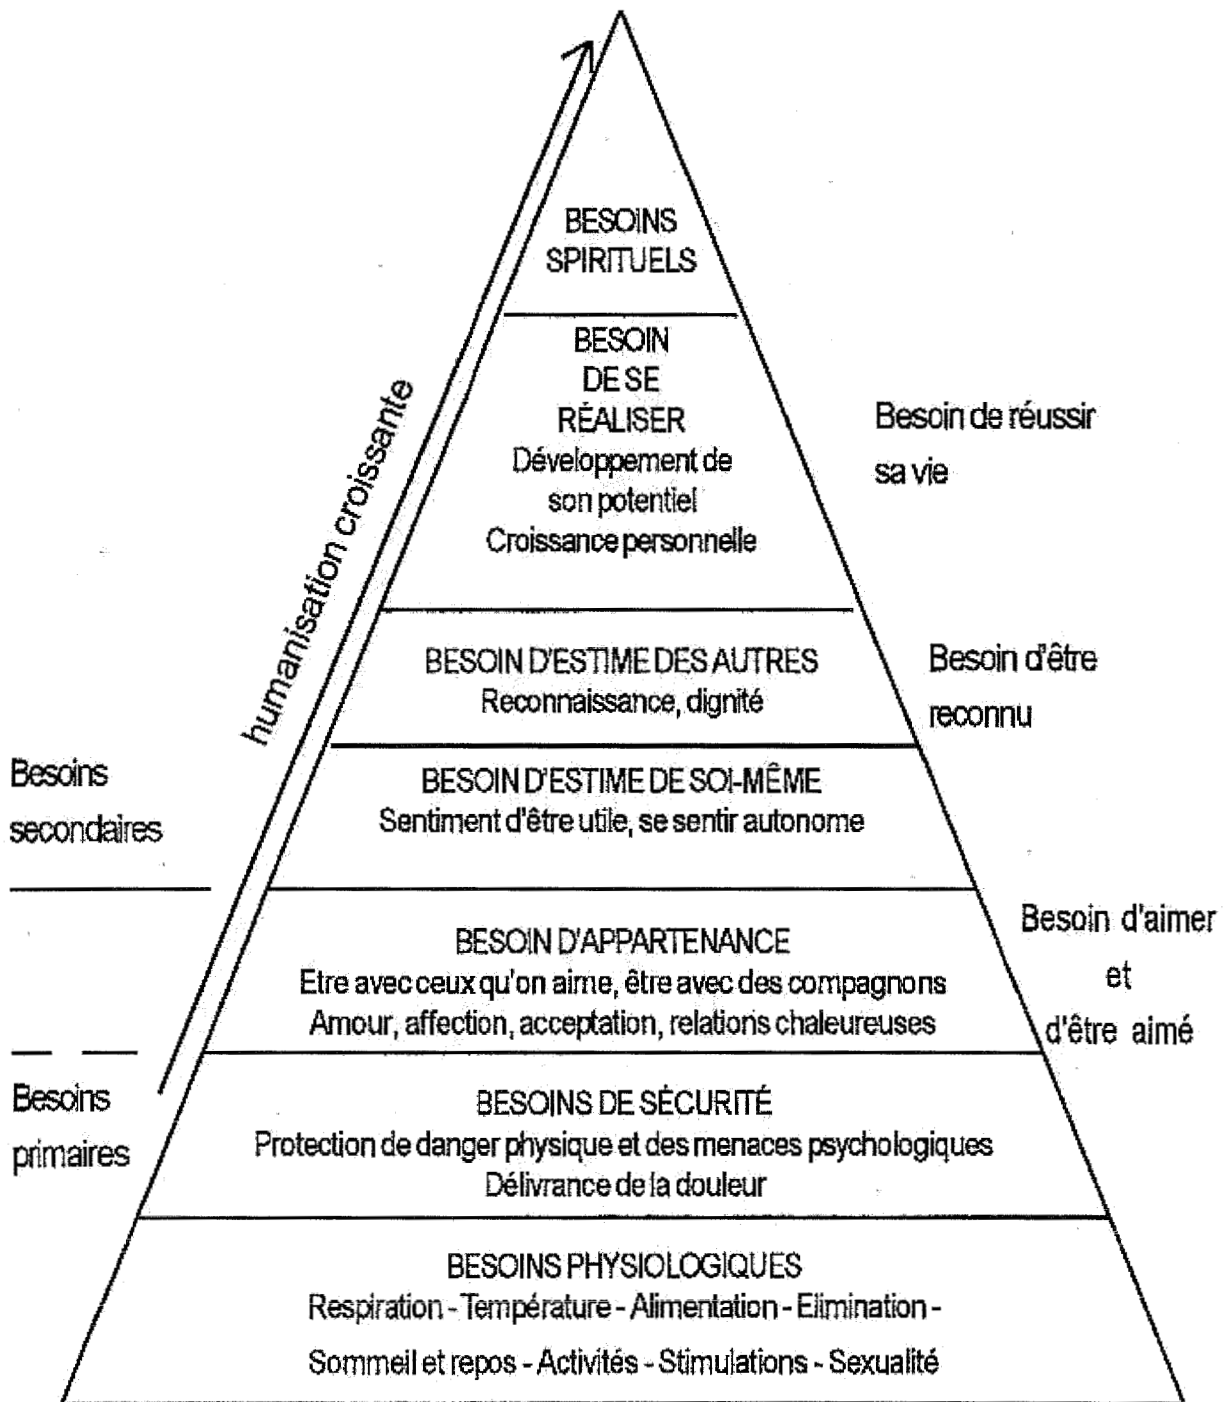 BESOINS
SPIRITUELS
BESOIN
DE SE
RÉALISER
Développement de
son potentiel
Croissance personnelle
Besoin de réussir
sa vie
humanisation croissante
BESOIN D'ESTIME DES AUTRES
Reconnaissance, dignité
Besoin d'être
reconnu
Besoins
secondaires
BESOIN D'ESTIME DE SOI-MÊME
Sentiment d'être utile, se sentir autonome
BESOIN D'APPARTENANCE
Etre avec ceux qu'on aime, être avec des compagnons
Amour, affection, acceptation, relations chaleureuses
Besoin d'aimer
et
d'être aimé
Besoins
primaires
BESOINS DE SÉCURITÉ
Protection de danger physique et des menaces psychologiques
Délivrance de la douleur
BESOINS PHYSIOLOGIQUES
Respiration - Température - Alimentation - Elimination -
Sommeil et repos - Activités - Stimulations - Sexualité